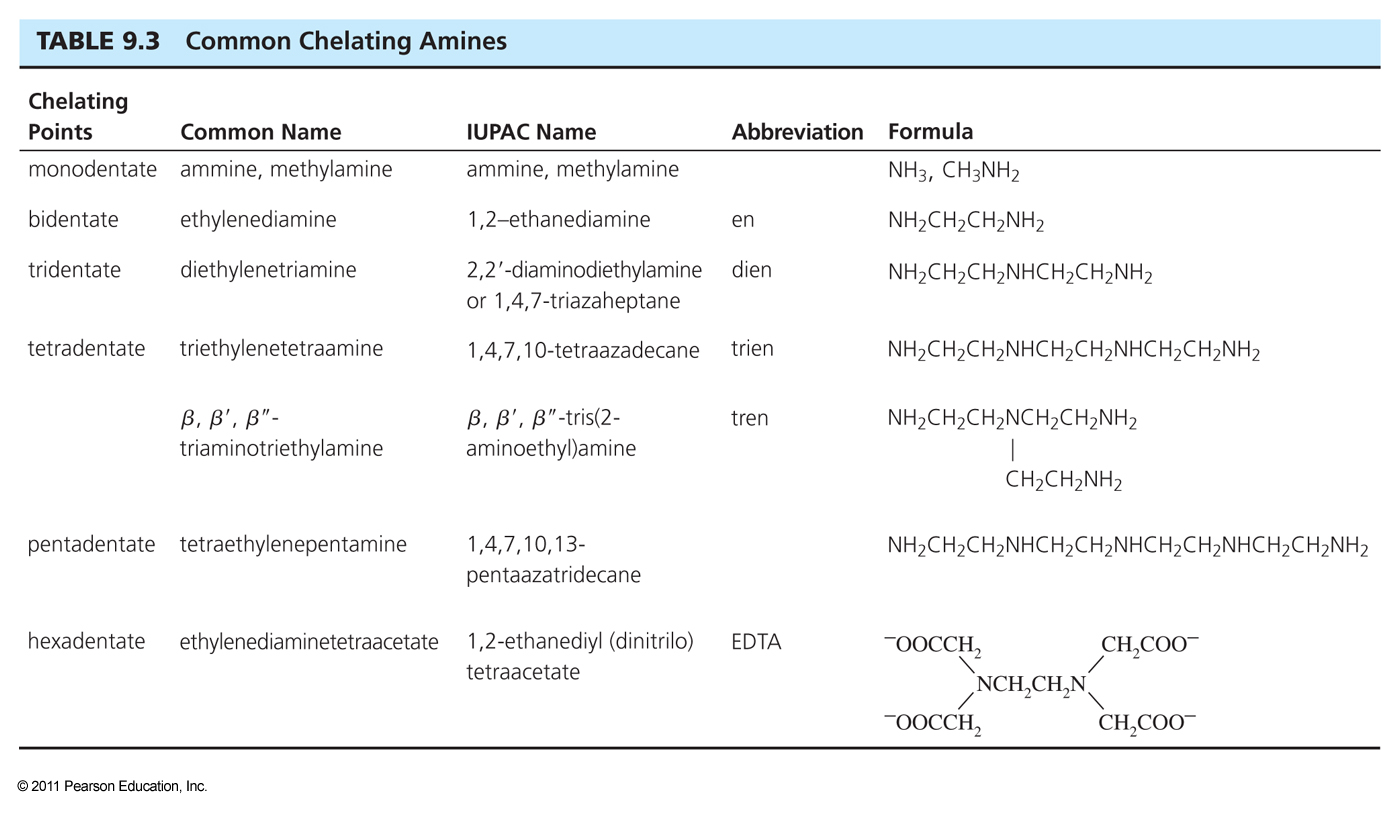 TABLE 9.3 Common Chelating Amines
Chelating
Points Common Name IUPAC Name Abbreviation Formula
monodentate ammine, methylamine ammine, methylamine NH₃, CH₃NH₂
bidentate ethylenediamine 1,2–ethanediamine en NH₂CH₂CH₂NH₂
tridentate diethylenetriamine 2,2′-diaminodiethylamine dien NH₂CH₂CH₂NHCH₂CH₂NH₂
or 1,4,7-triazaheptane
tetradentate triethylenetetraamine 1,4,7,10-tetraazadecane trien NH₂CH₂CH₂NHCH₂CH₂NHCH₂CH₂NH₂
β, β′, β″- β, β′, β″-tris(2- tren NH₂CH₂CH₂NCH₂CH₂NH₂
triaminotriethylamine aminoethyl)amine |
CH₂CH₂NH₂
pentadentate tetraethylenepentamine 1,4,7,10,13- NH₂CH₂CH₂NHCH₂CH₂NHCH₂CH₂NHCH₂CH₂NH₂
pentaazatridecane
hexadentate ethylenediaminetetraacetate 1,2-ethanediyl (dinitrilo) EDTA ⁻OOCCH₂ CH₂COO⁻
tetraacetate
NCH₂CH₂N
⁻OOCCH₂ CH₂COO⁻
© 2011 Pearson Education, Inc.